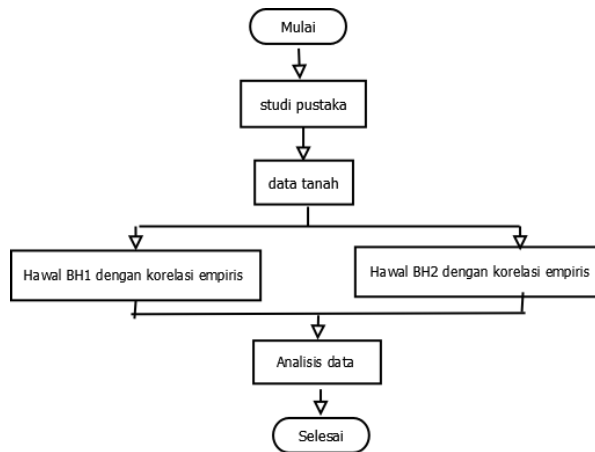 Mulai
studi pustaka
data tanah
Hawal BH1 dengan korelasi empiris
Hawal BH2 dengan korelasi empiris
Analisis data
Selesai